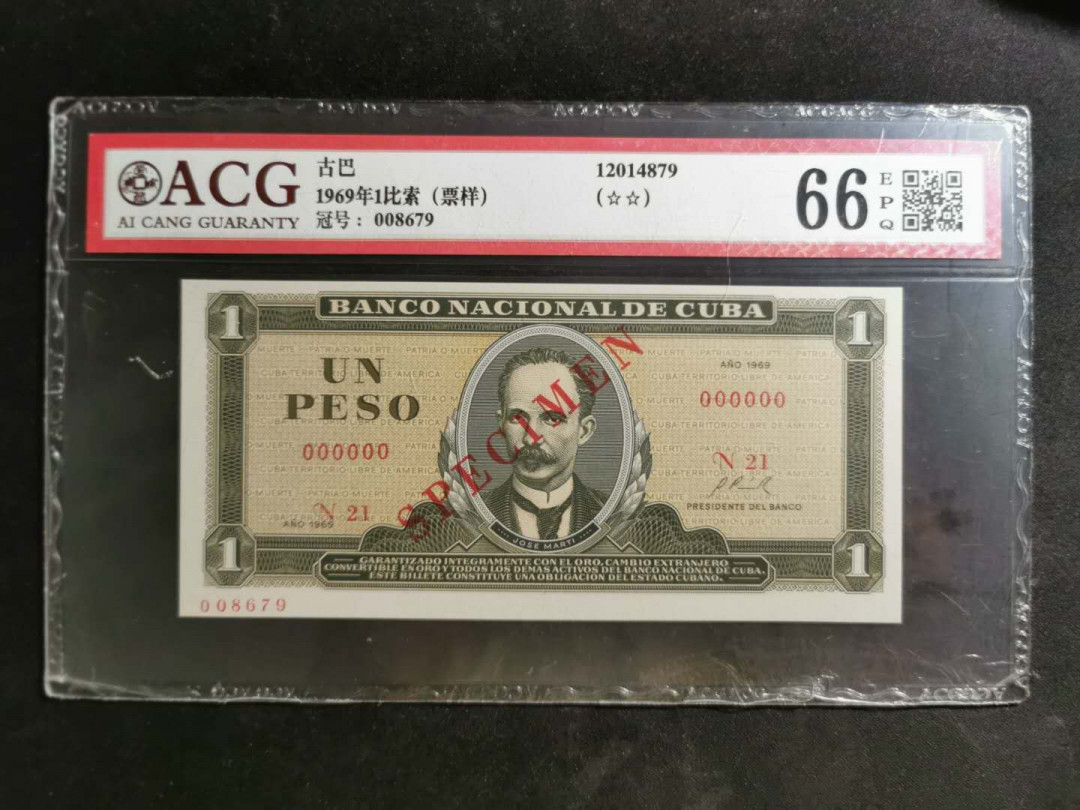 ACG
AI CANG GUARANTY
古巴
1969年1比索（票样）
冠号： 008679
12014879
(☆☆)
66
EPQ
BANCO NACIONAL DE CUBA
1
1
UN
PESO
AÑO 1969
000000
000000
N 21
N 21
SPECIMEN
AÑO 1969
PRESIDENTE DEL BANCO
JOSE MARTI
1
1
GARANTIZADO INTEGRAMENTE CON EL ORO, CAMBIO EXTRANJERO
CONVERTIBLE EN ORO Y TODOS LOS DEMAS ACTIVOS DEL BANCO NACIONAL DE CUBA.
ESTE BILLETE CONSTITUYE UNA OBLIGACION DEL ESTADO CUBANO.
008679